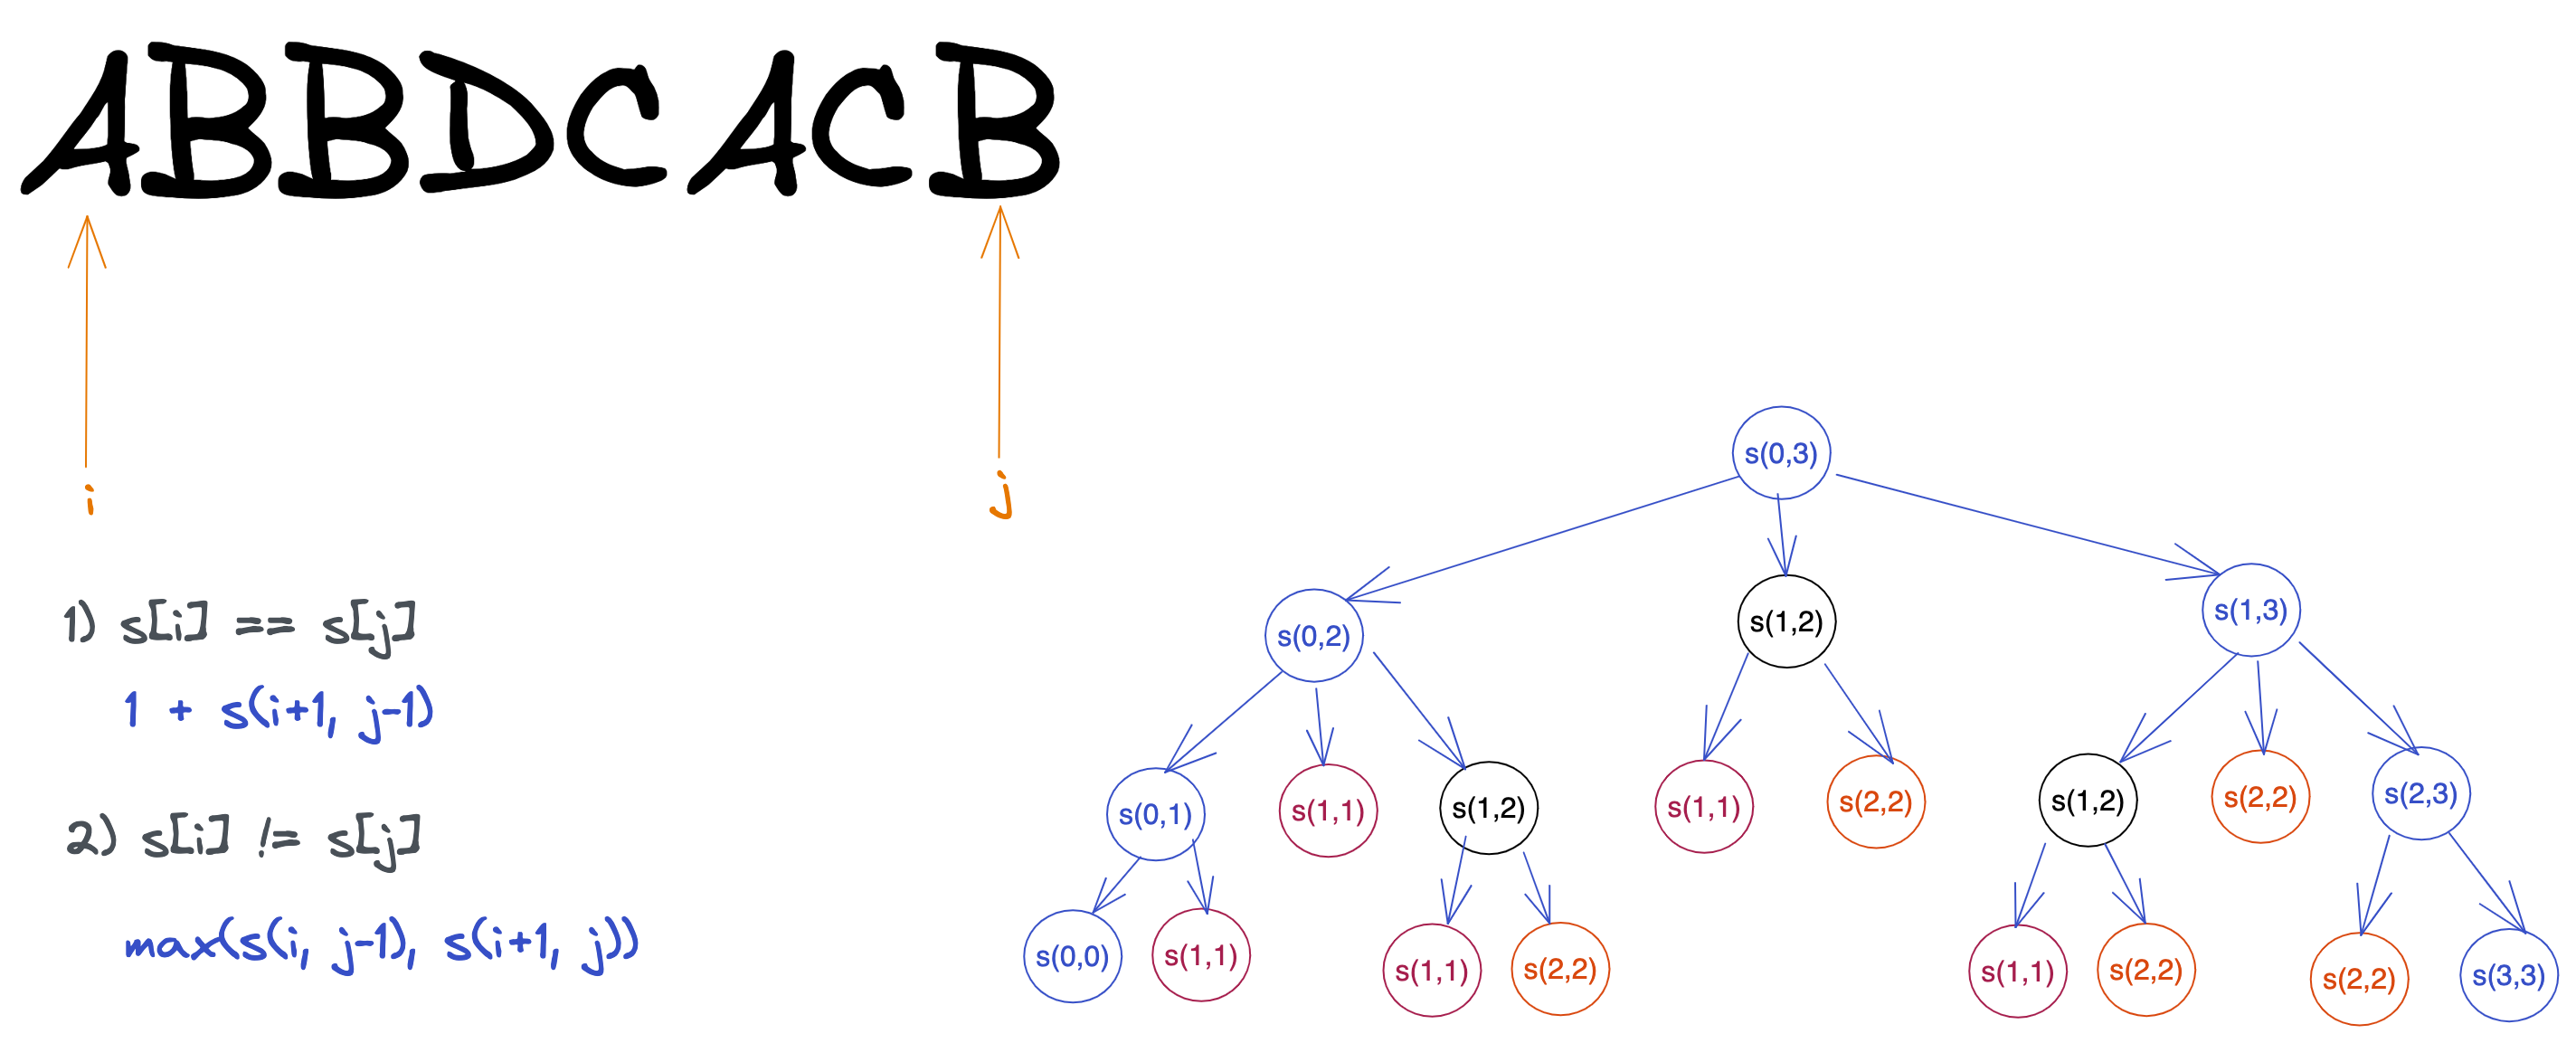 ABBDCACB
i j
1) s[i] == s[j]
1 + s(i+1, j-1)
2) s[i] != s[j]
max(s(i, j-1), s(i+1, j))
s(0,3)
s(0,2) s(1,2) s(1,3)
s(0,1) s(1,1) s(1,2) s(1,1) s(2,2) s(1,2) s(2,2) s(2,3)
s(0,0) s(1,1) s(1,1) s(2,2) s(1,1) s(2,2) s(2,2) s(3,3)